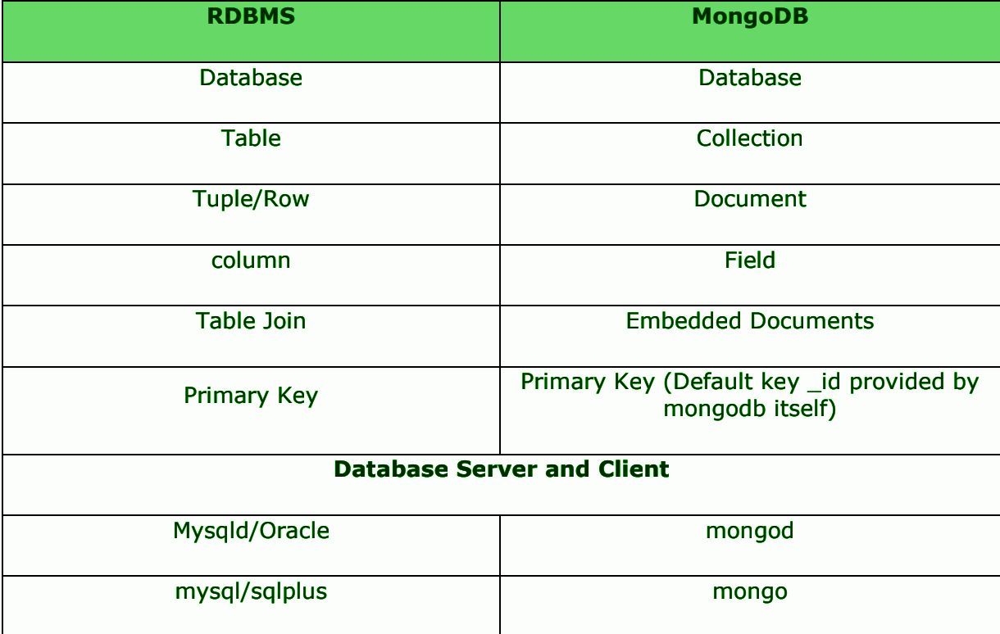 RDBMS MongoDB
Database Database
Table Collection
Tuple/Row Document
column Field
Table Join Embedded Documents
Primary Key Primary Key (Default key _id provided by
mongodb itself)
Database Server and Client
Mysqld/Oracle mongod
mysql/sqlplus mongo